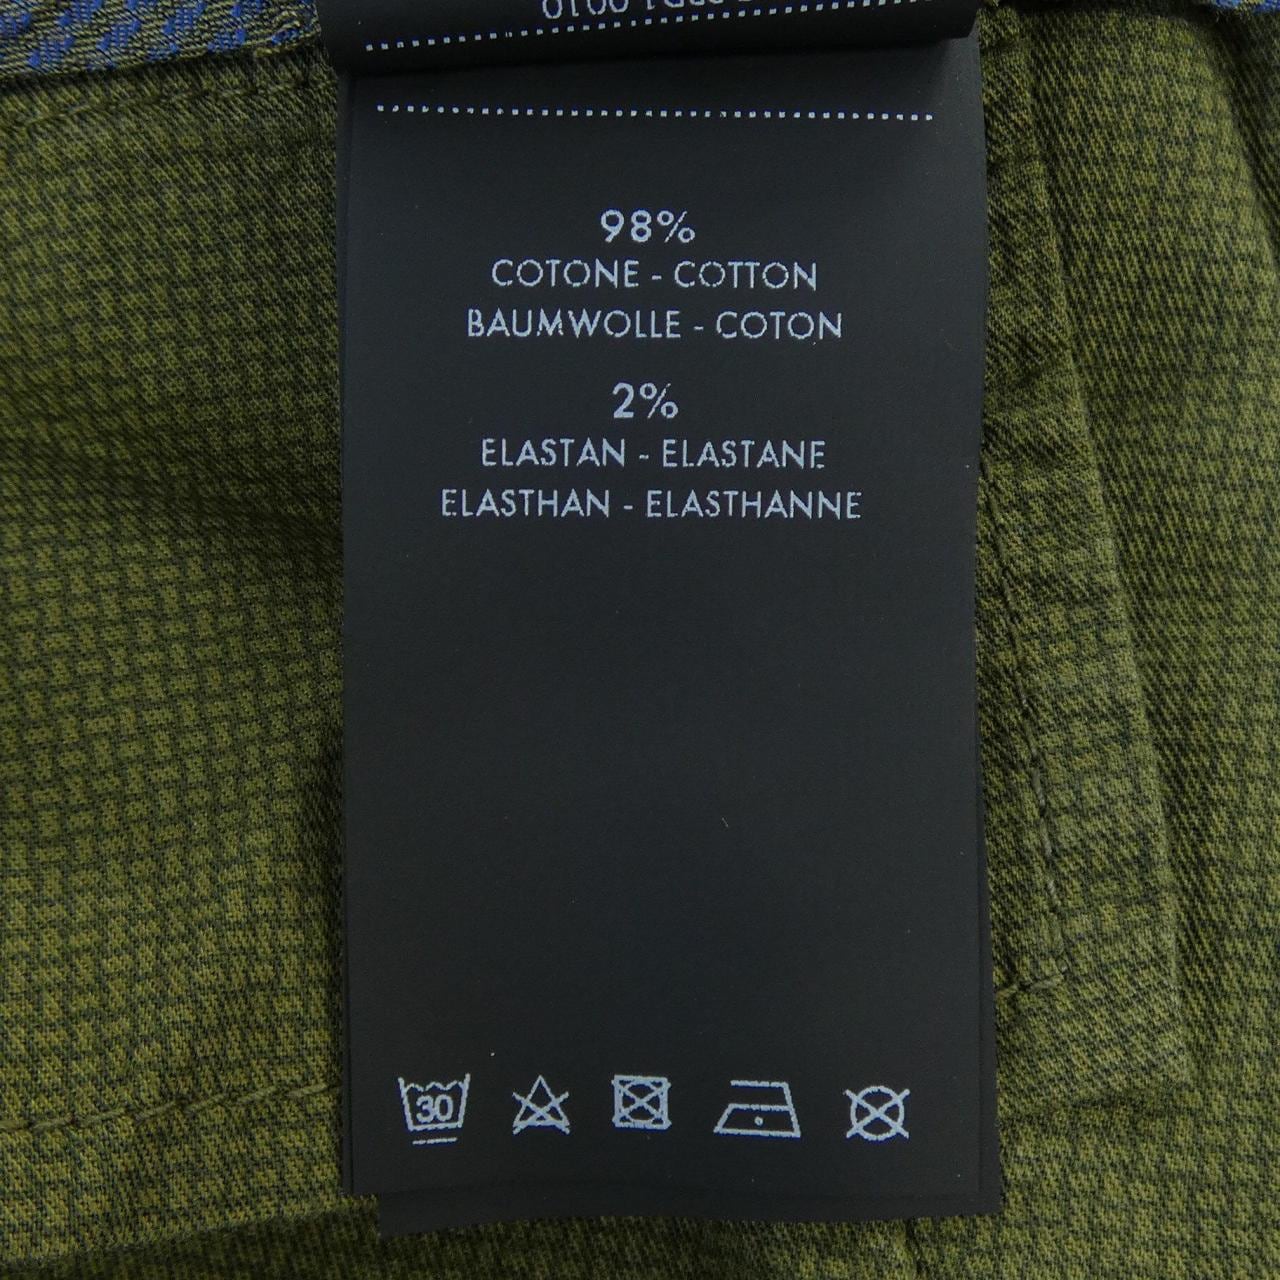 98%
COTONE - COTTON
BAUMWOLLE - COTON
2%
ELASTAN - ELASTANE
ELASTHAN - ELASTHANNE
30